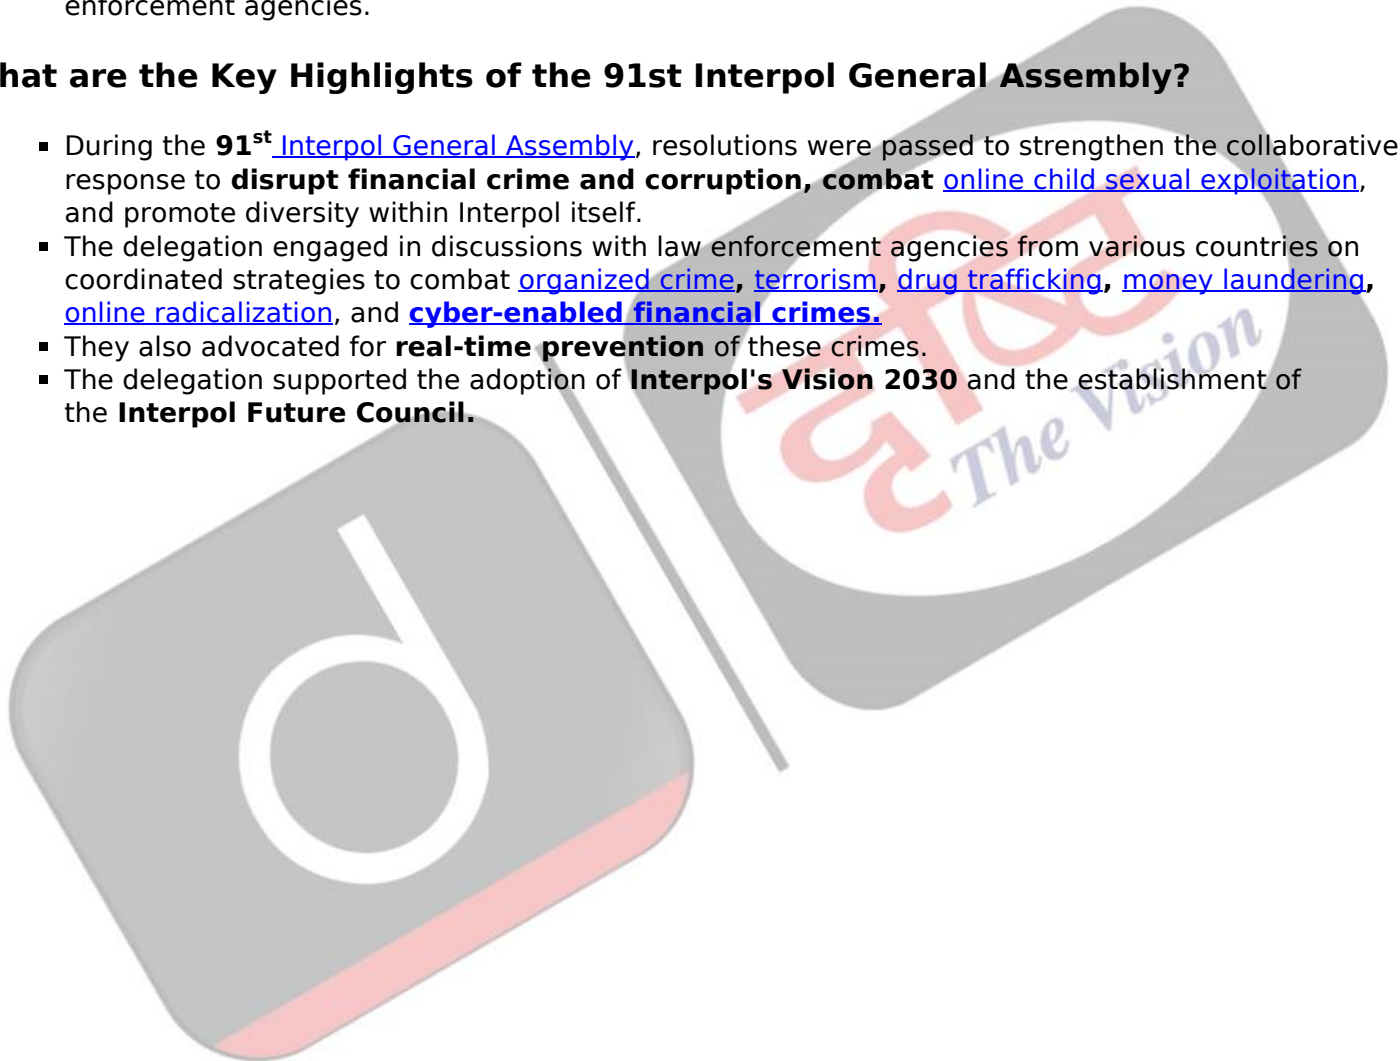 enforcement agencies.
hat are the Key Highlights of the 91st Interpol General Assembly?
▪ During the 91st Interpol General Assembly, resolutions were passed to strengthen the collaborative
response to disrupt financial crime and corruption, combat online child sexual exploitation,
and promote diversity within Interpol itself.
▪ The delegation engaged in discussions with law enforcement agencies from various countries on
coordinated strategies to combat organized crime, terrorism, drug trafficking, money laundering,
online radicalization, and cyber-enabled financial crimes.
▪ They also advocated for real-time prevention of these crimes.
▪ The delegation supported the adoption of Interpol's Vision 2030 and the establishment of
the Interpol Future Council.
दृष्टि
The Vision
d